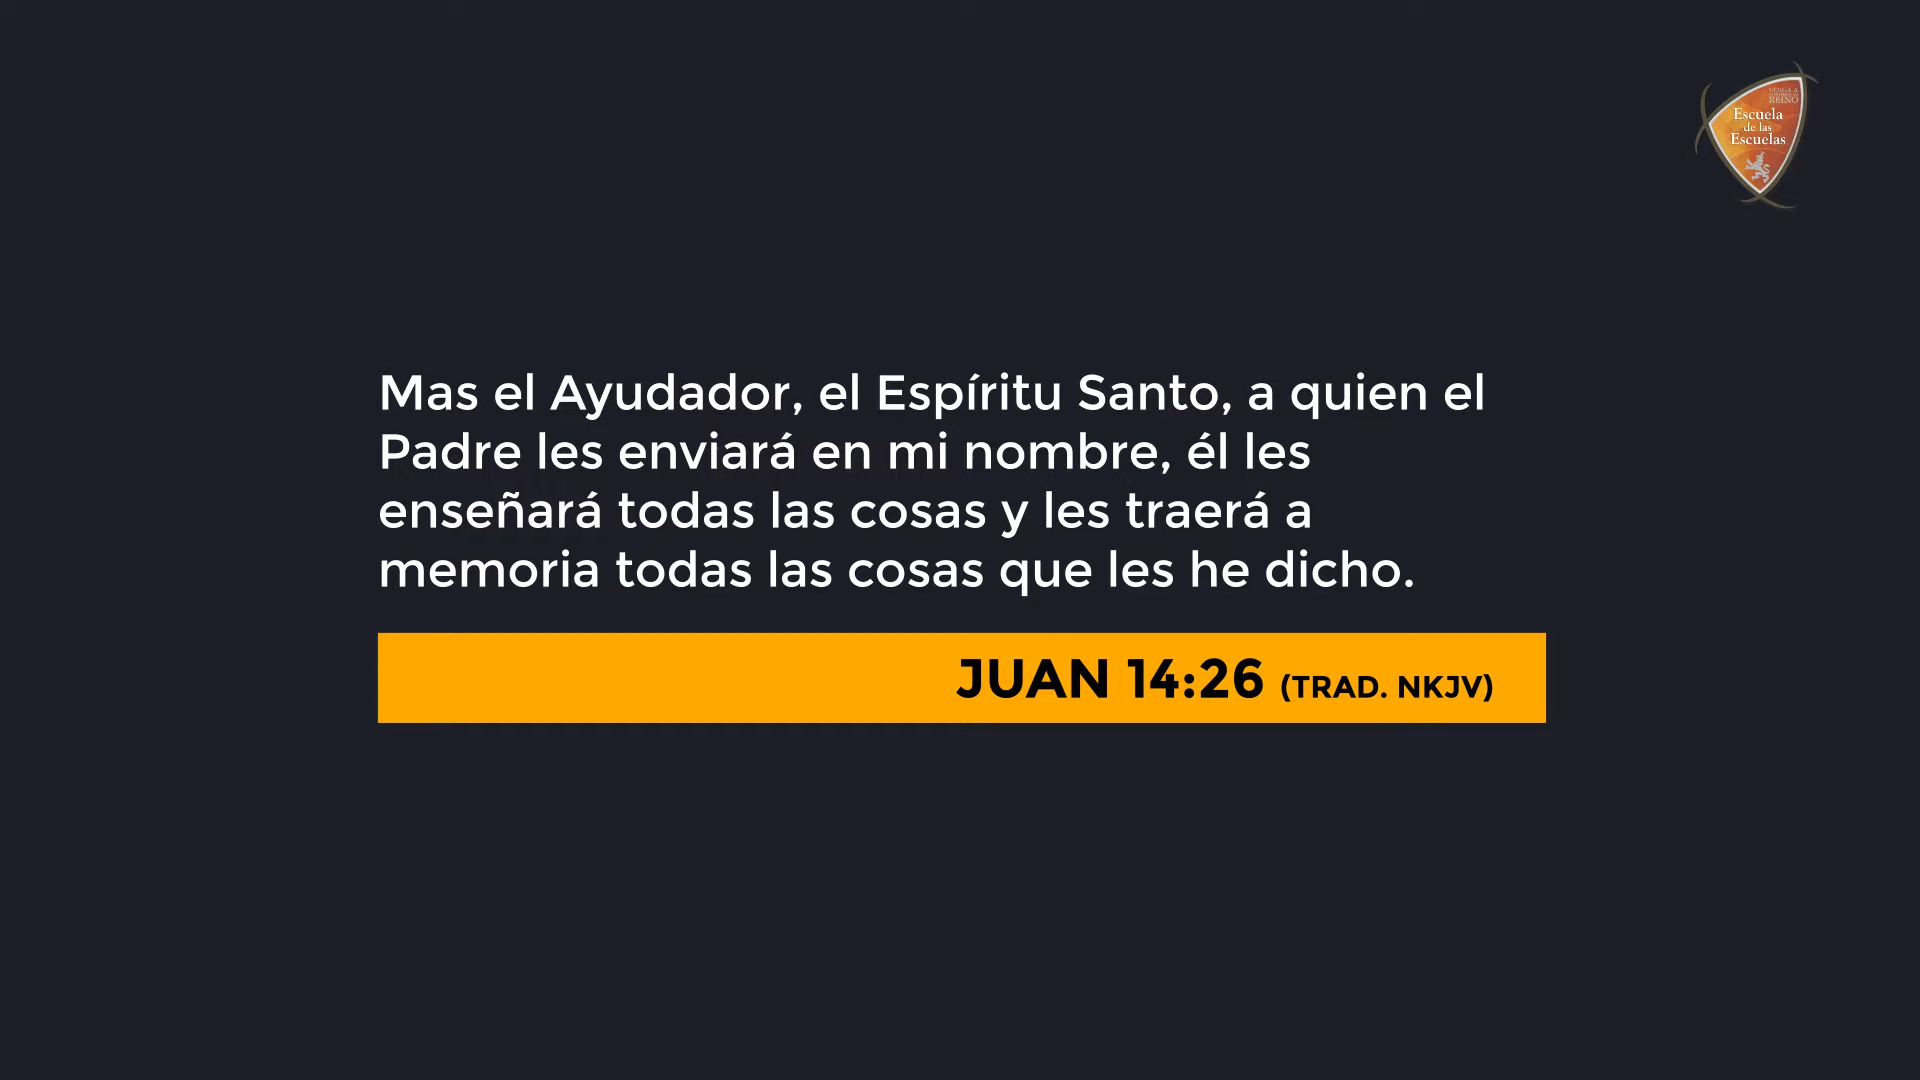 VENGA A
REINO
Escuela
de las
Escuelas
Mas el Ayudador, el Espíritu Santo, a quien el
Padre les enviará en mi nombre, él les
enseñará todas las cosas y les traerá a
memoria todas las cosas que les he dicho.
JUAN 14:26 (TRAD. NKJV)